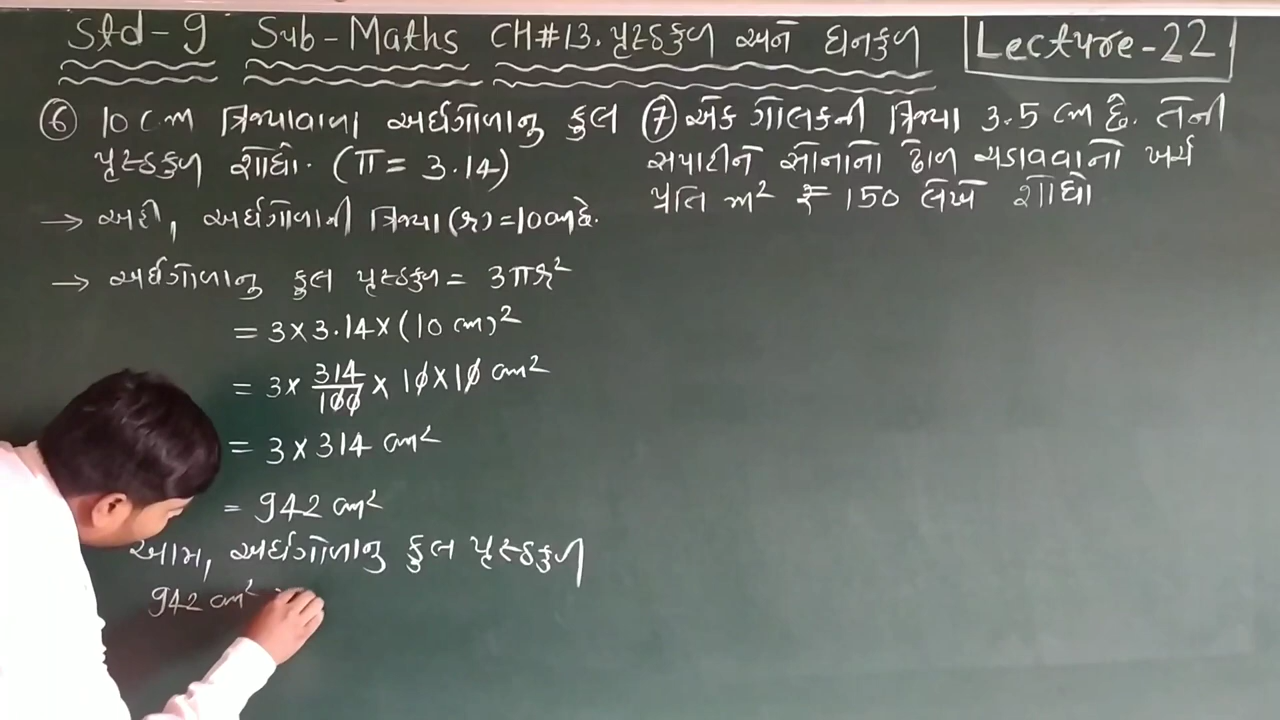 Std-9 Sub-Maths CH#13. પૃષ્ઠફળ અને ઘનફળ Lecture-22
⑥ 10 cm ત્રિજ્યાવાળા અર્ધગોળાનુ કુલ
પૃષ્ઠફળ શોધો. (π = 3.14)
→ અહી, અર્ધગોળાની ત્રિજ્યા (r) = 10 cm છે.
→ અર્ધગોળાનુ કુલ પૃષ્ઠફળ = 3πr²
= 3 × 3.14 × (10 cm)²
= 3 × 314/100 × 10 × 10 cm²
= 3 × 314 cm²
= 942 cm²
આમ, અર્ધગોળાનુ કુલ પૃષ્ઠફળ
942 cm²
⑦ એક ગોલકની ત્રિજ્યા 3.5 cm છે. તેની
સપાટીને સોનાનો ઢોળ ચડાવવાનો ખર્ચ
પ્રતિ m² ₹ 150 લેખે શોધો